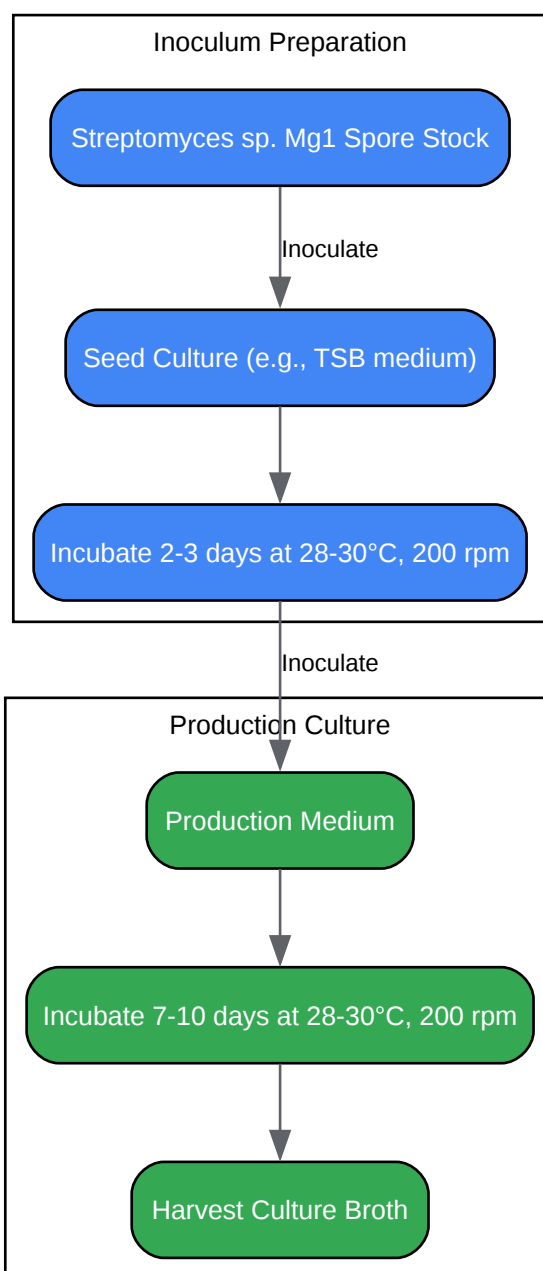 Inoculum Preparation
Streptomyces sp. Mg1 Spore Stock
Inoculate
Seed Culture (e.g., TSB medium)
Incubate 2-3 days at 28-30°C, 200 rpm
Inoculate
Production Culture
Production Medium
Incubate 7-10 days at 28-30°C, 200 rpm
Harvest Culture Broth